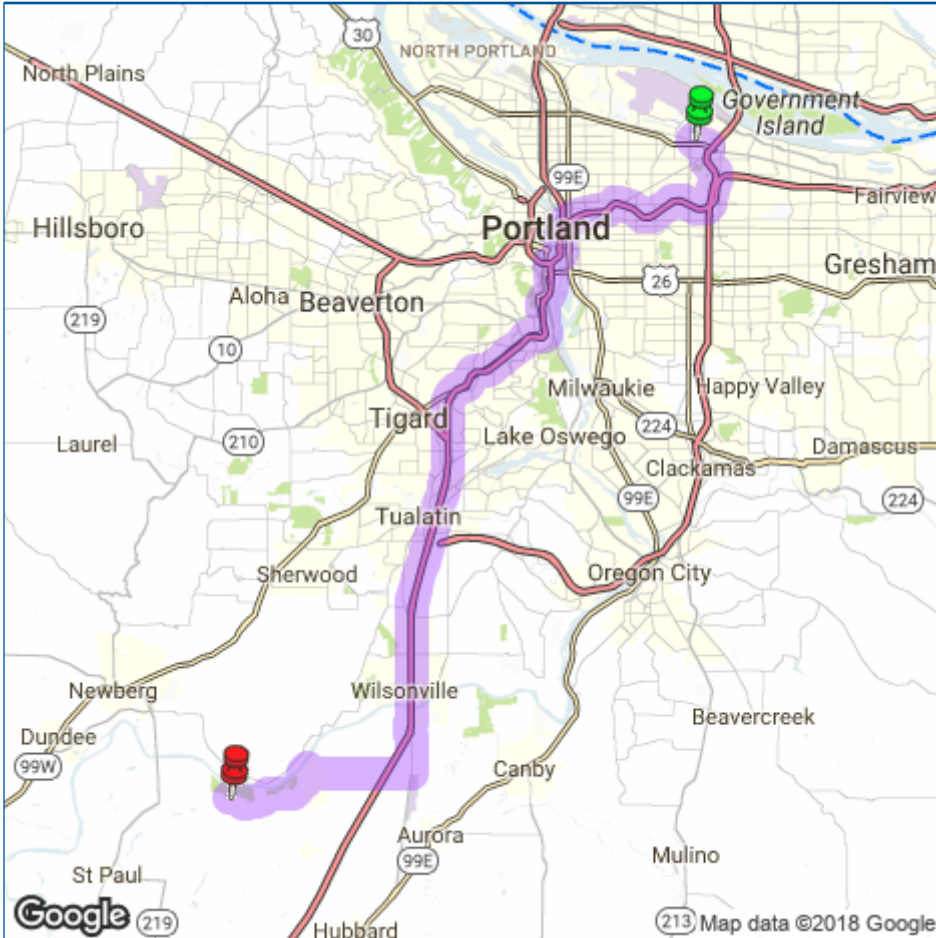 30
NORTH PORTLAND
North Plains
Government
Island
99E
Fairview
Hillsboro
Portland
Gresham
26
Aloha
Beaverton
219
10
Milwaukie
Happy Valley
Tigard
224
Laurel
210
Lake Oswego
Damascus
Clackamas
99E
224
Tualatin
Sherwood
Oregon City
Newberg
Wilsonville
Beavercreek
Dundee
99W
Canby
Aurora
99E
Mulino
St Paul
Google
219
Hubbard
213
Map data ©2018 Google